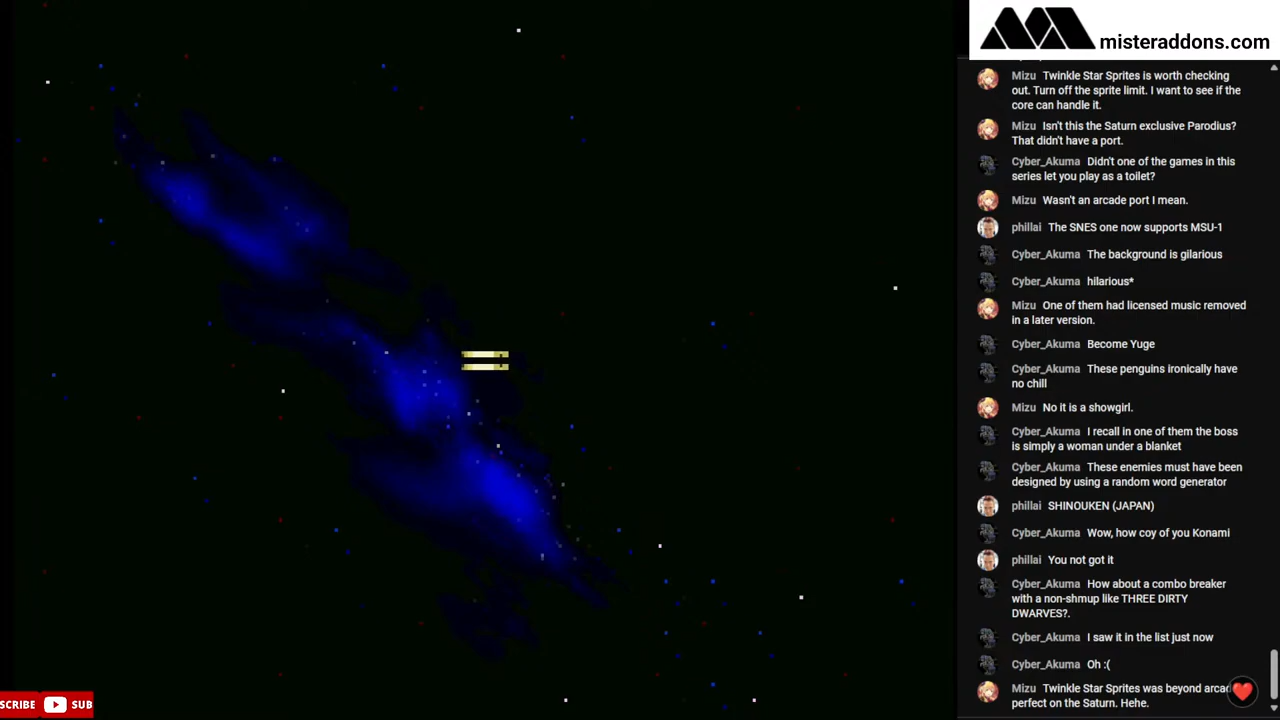 misteraddons.com
Mizu Twinkle Star Sprites is worth checking
out. Turn off the sprite limit. I want to see if the
core can handle it.
Mizu Isn't this the Saturn exclusive Parodius?
That didn't have a port.
Cyber_Akuma Didn't one of the games in this
series let you play as a toilet?
Mizu Wasn't an arcade port I mean.
phillai The SNES one now supports MSU-1
Cyber_Akuma The background is gilarious
Cyber_Akuma hilarious*
Mizu One of them had licensed music removed
in a later version.
Cyber_Akuma Become Yuge
Cyber_Akuma These penguins ironically have
no chill
Mizu No it is a showgirl.
Cyber_Akuma I recall in one of them the boss
is simply a woman under a blanket
Cyber_Akuma These enemies must have been
designed by using a random word generator
phillai SHINOUKEN (JAPAN)
Cyber_Akuma Wow, how coy of you Konami
phillai You not got it
Cyber_Akuma How about a combo breaker
with a non-shmup like THREE DIRTY
DWARVES?.
Cyber_Akuma I saw it in the list just now
Cyber_Akuma Oh :(
Mizu Twinkle Star Sprites was beyond arcad
perfect on the Saturn. Hehe.
SCRIBE SUB